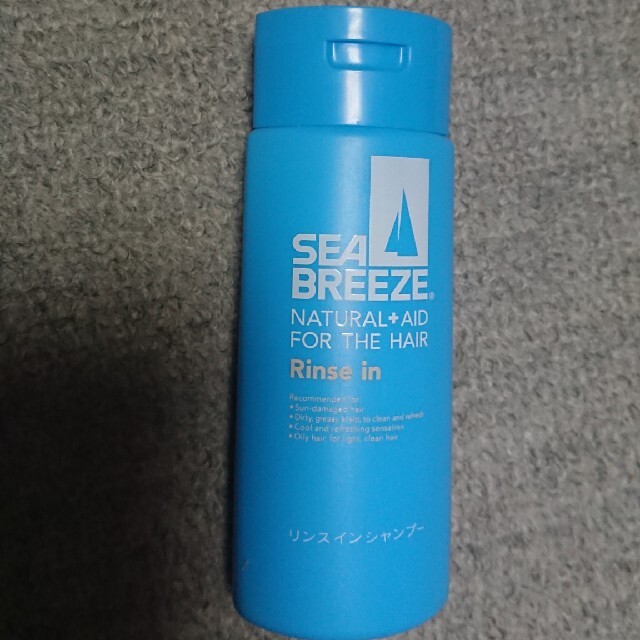 SEA
BREEZE®
NATURAL+AID
FOR THE HAIR
Rinse in
Recommended for
•Sun-damaged hair
•Dirty, greasy scalp, to clean and refresh
•Cool and refreshing sensation
•Oily hair for light, clean hair
リンスインシャンプー